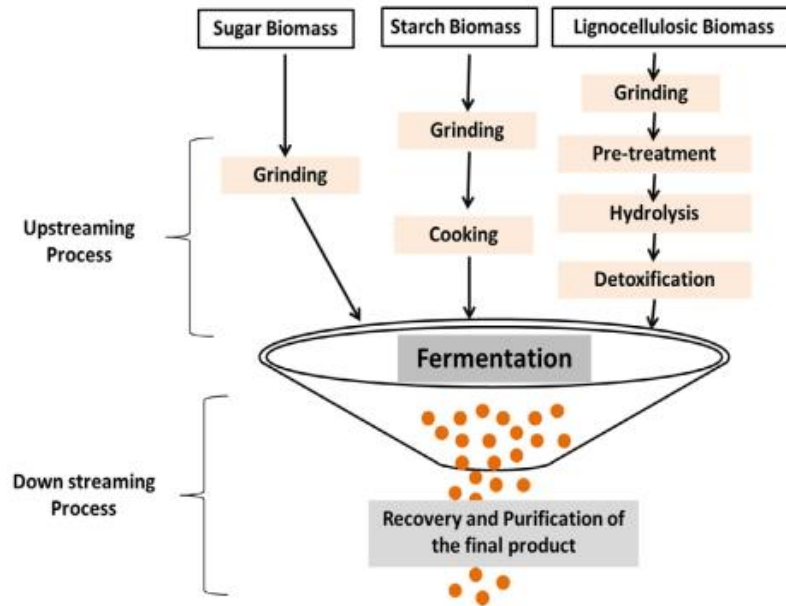 Sugar Biomass
Starch Biomass
Lignocellulosic Biomass
Grinding
Grinding
Pre-treatment
Grinding
Hydrolysis
Upstreaming
Process
Cooking
Detoxification
Fermentation
Down streaming
Process
Recovery and Purification of
the final product